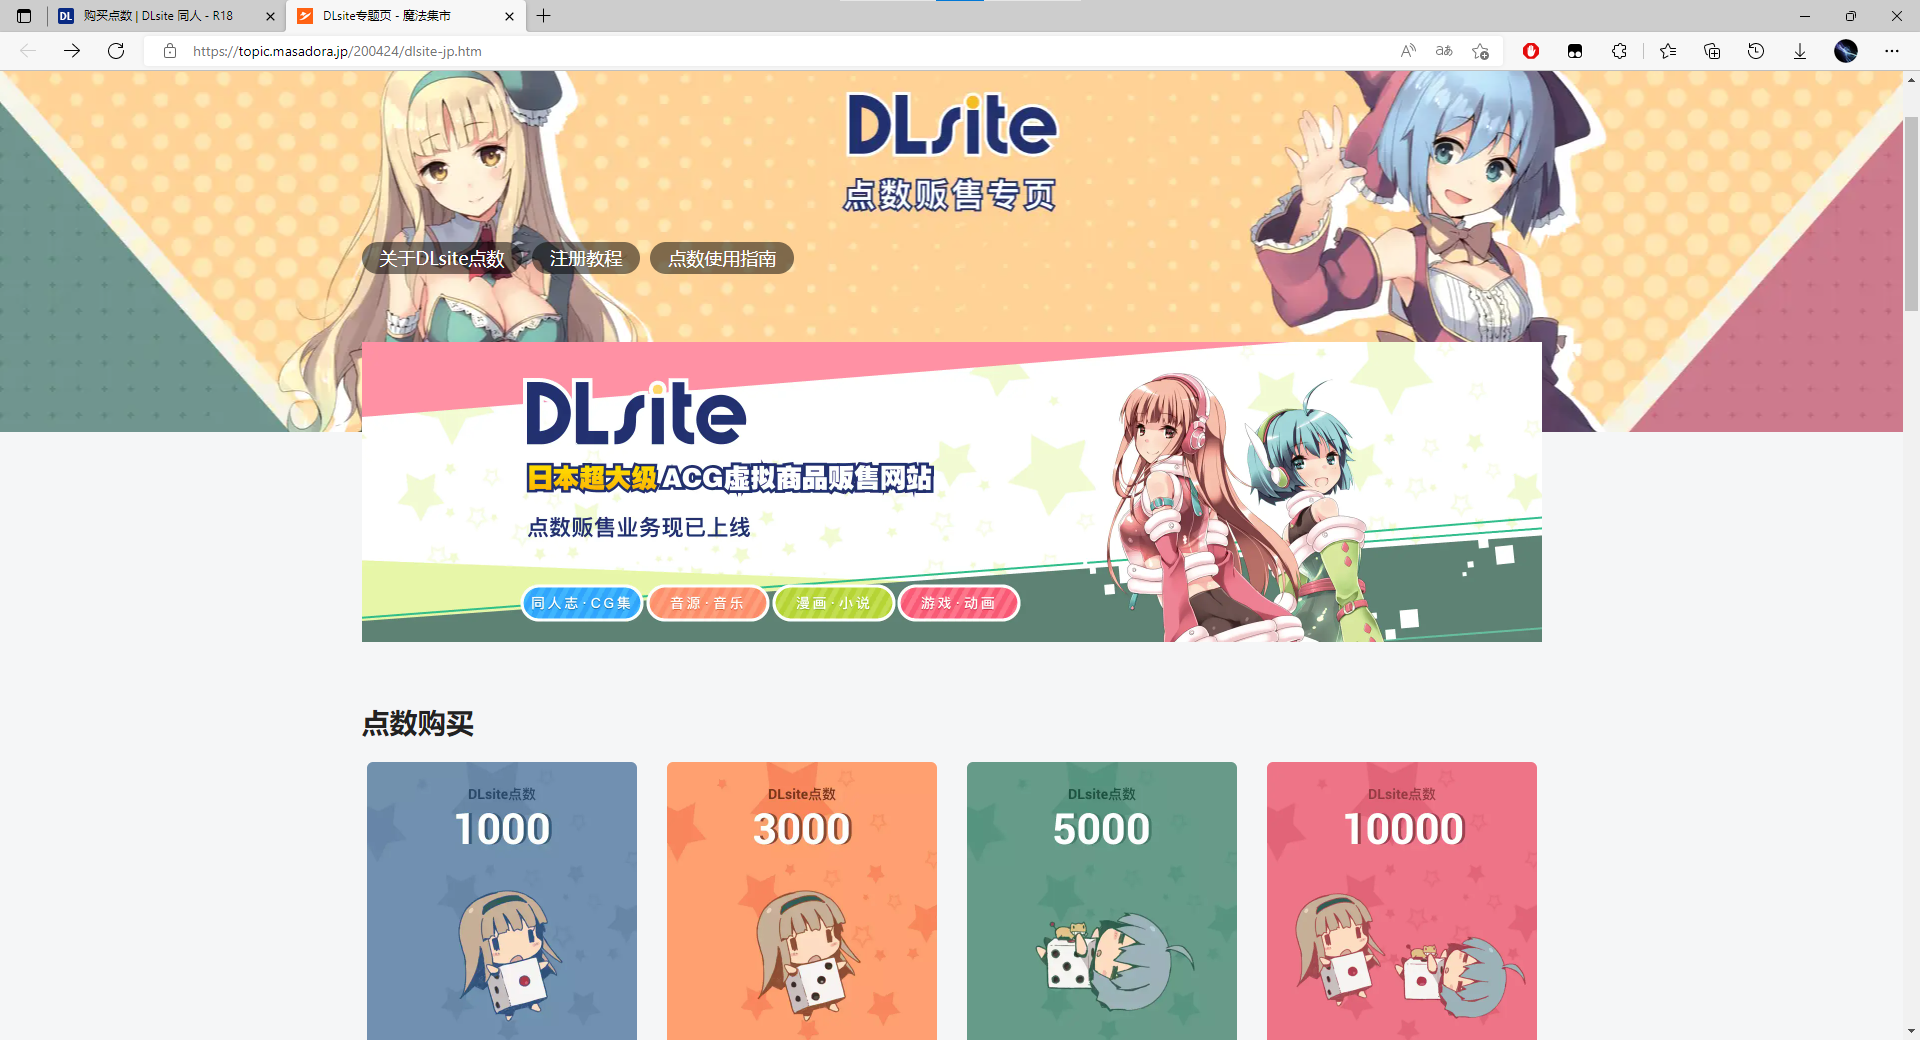 购买点数 | DLsite 同人 - R18
DLsite专题页 - 魔法集市
https://topic.masadora.jp/200424/dlsite-jp.htm
DLsite
点数贩售专页
关于DLsite点数
注册教程
点数使用指南
DLsite
日本超大级 ACG虚拟商品贩售网站
点数贩售业务现已上线
同人志·CG集
音源·音乐
漫画·小说
游戏·动画
点数购买
DLsite点数
1000
DLsite点数
3000
DLsite点数
5000
DLsite点数
10000